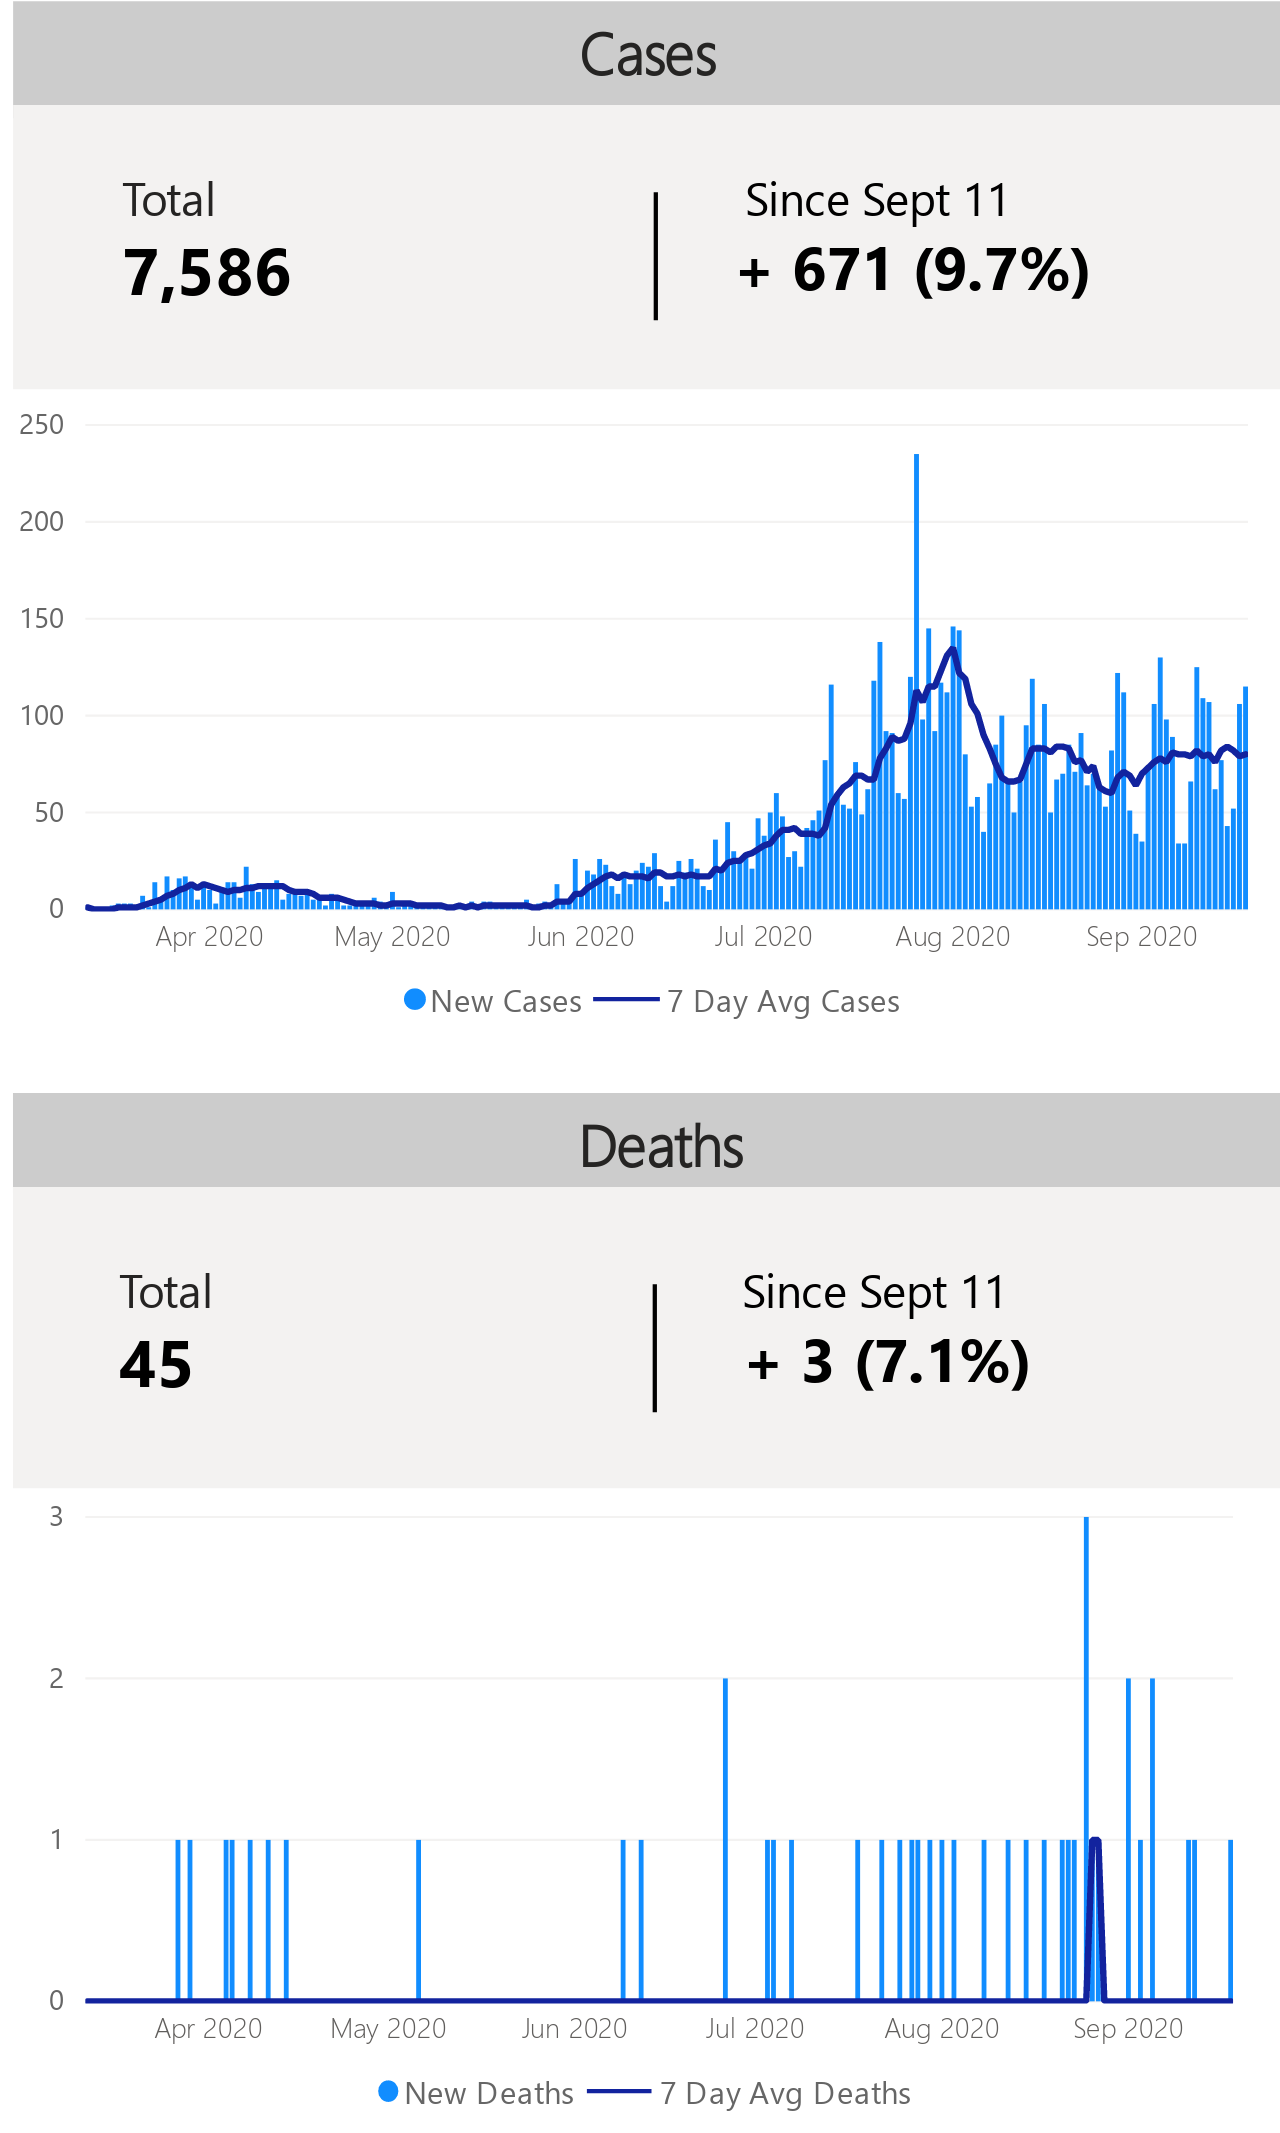 Cases
Total
Since Sept 11
7,586
+ 671 (9.7%)
250
200
150
100
50
0
Apr 2020 May 2020 Jun 2020 Jul 2020 Aug 2020 Sep 2020
New Cases 7 Day Avg Cases
Deaths
Total
Since Sept 11
45
+ 3 (7.1%)
3
2
1
0
Apr 2020 May 2020 Jun 2020 Jul 2020 Aug 2020 Sep 2020
New Deaths 7 Day Avg Deaths